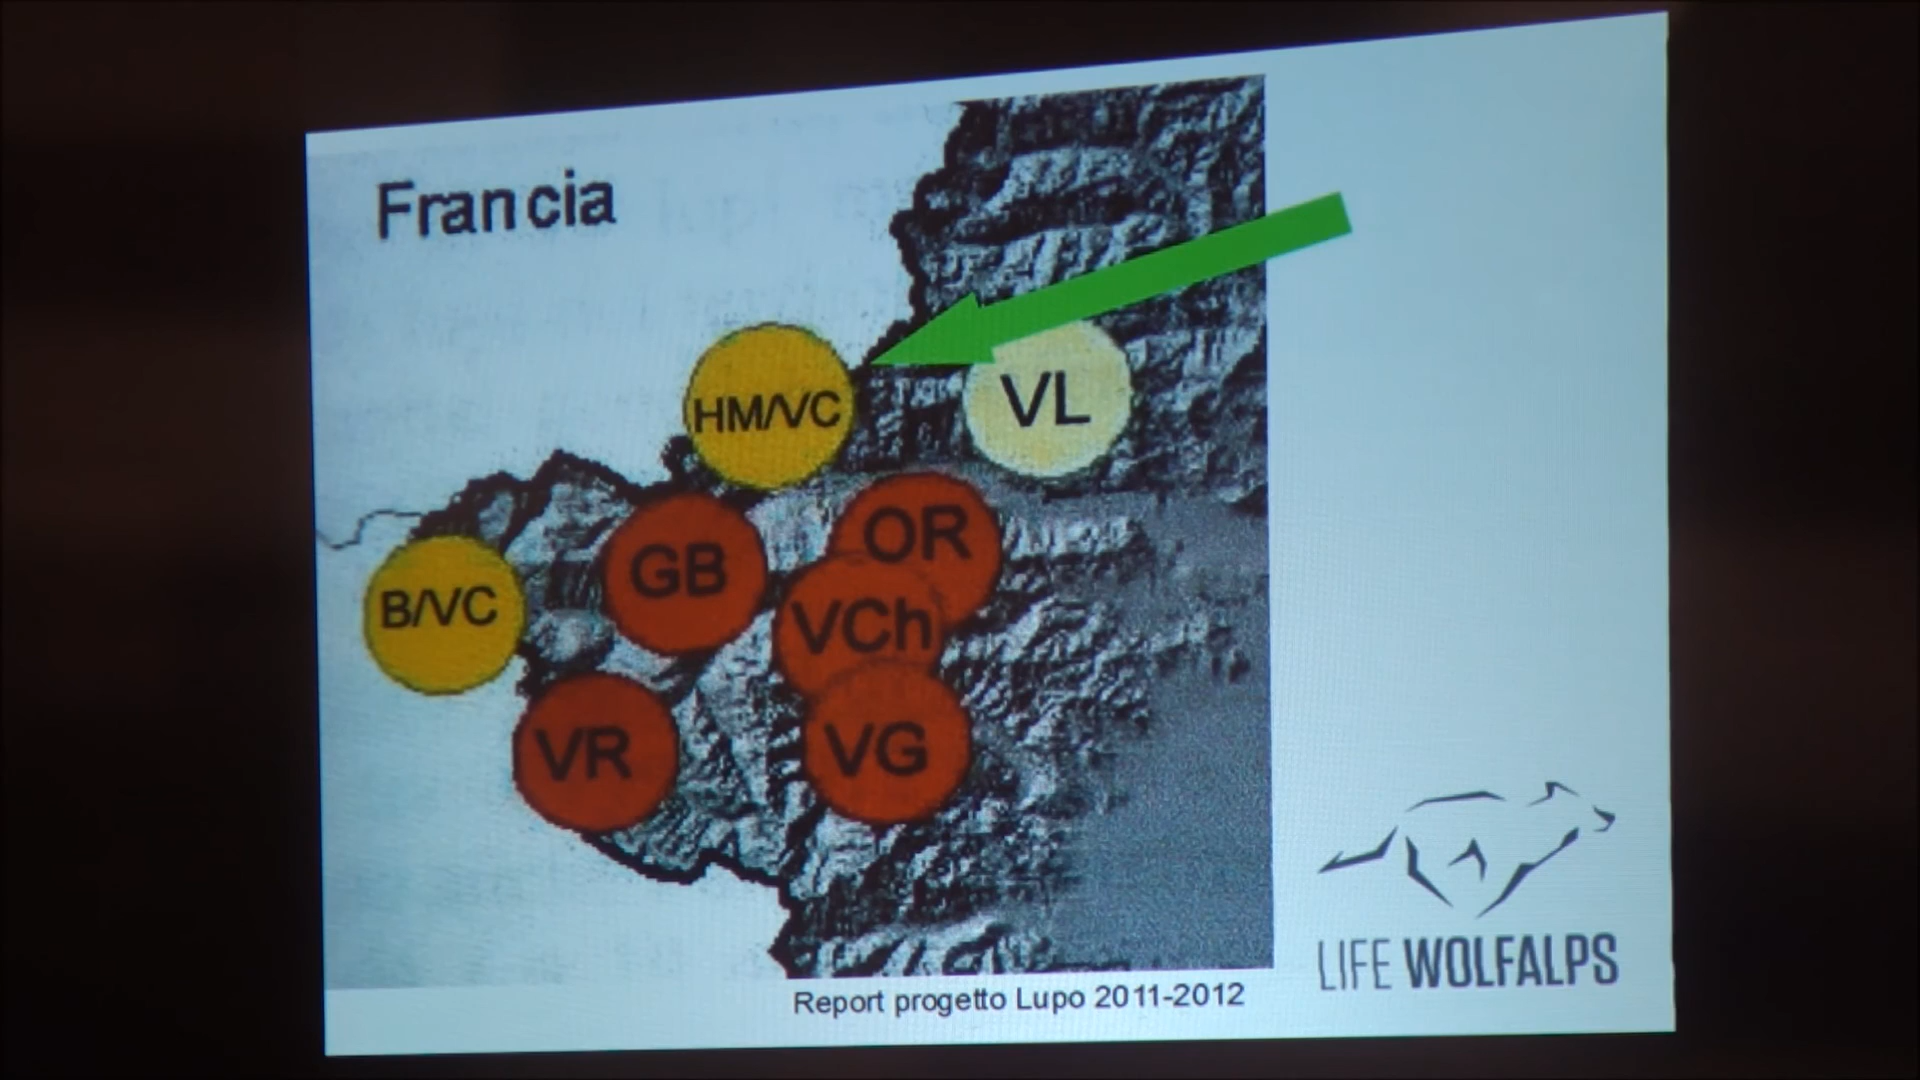 Francia
HM/VC
VL
OR
GB
B/VC
VCh
VR
VG
Report progetto Lupo 2011-2012
LIFE WOLFALPS